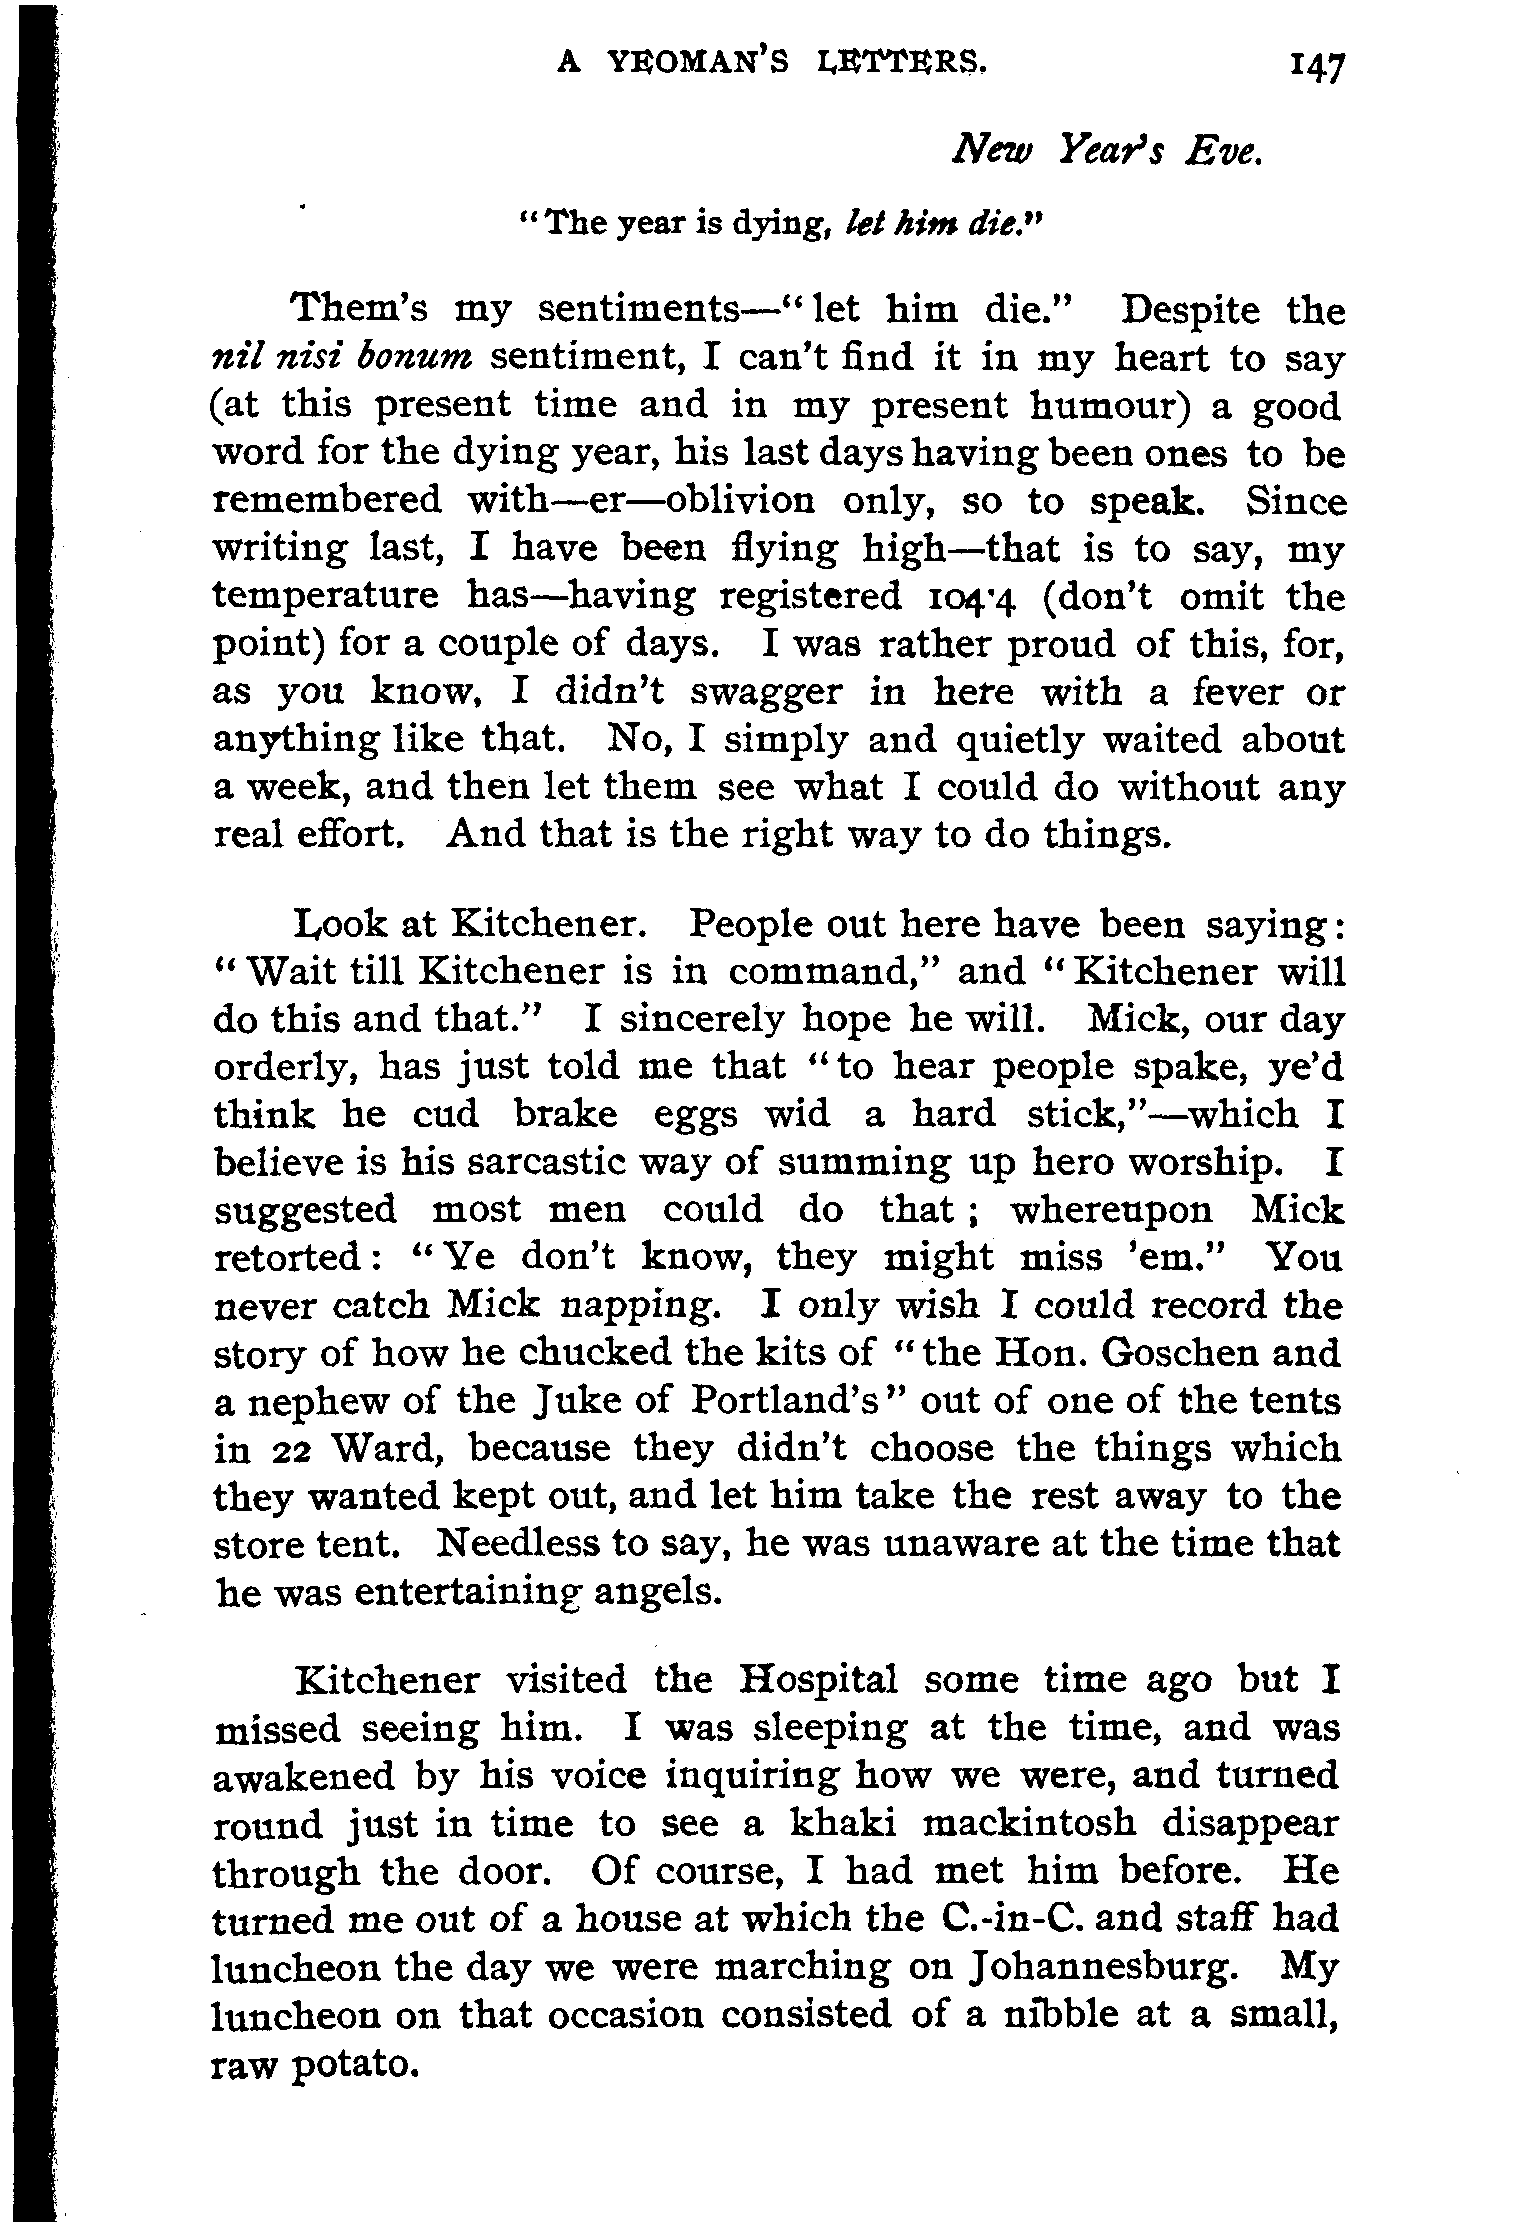 A YEOMAN'S LETTERS. 147
New Year's Eve.
"The year is dying, let him die."
Them's my sentiments—"let him die." Despite the
nil nisi bonum sentiment, I can't find it in my heart to say
(at this present time and in my present humour) a good
word for the dying year, his last days having been ones to be
remembered with—er—oblivion only, so to speak. Since
writing last, I have been flying high—that is to say, my
temperature has—having registered 104·4 (don't omit the
point) for a couple of days. I was rather proud of this, for,
as you know, I didn't swagger in here with a fever or
anything like that. No, I simply and quietly waited about
a week, and then let them see what I could do without any
real effort. And that is the right way to do things.
Look at Kitchener. People out here have been saying:
"Wait till Kitchener is in command," and "Kitchener will
do this and that." I sincerely hope he will. Mick, our day
orderly, has just told me that "to hear people spake, ye'd
think he cud brake eggs wid a hard stick,"—which I
believe is his sarcastic way of summing up hero worship. I
suggested most men could do that; whereupon Mick
retorted: "Ye don't know, they might miss 'em." You
never catch Mick napping. I only wish I could record the
story of how he chucked the kits of "the Hon. Goschen and
a nephew of the Juke of Portland's" out of one of the tents
in 22 Ward, because they didn't choose the things which
they wanted kept out, and let him take the rest away to the
store tent. Needless to say, he was unaware at the time that
he was entertaining angels.
Kitchener visited the Hospital some time ago but I
missed seeing him. I was sleeping at the time, and was
awakened by his voice inquiring how we were, and turned
round just in time to see a khaki mackintosh disappear
through the door. Of course, I had met him before. He
turned me out of a house at which the C.-in-C. and staff had
luncheon the day we were marching on Johannesburg. My
luncheon on that occasion consisted of a nibble at a small,
raw potato.